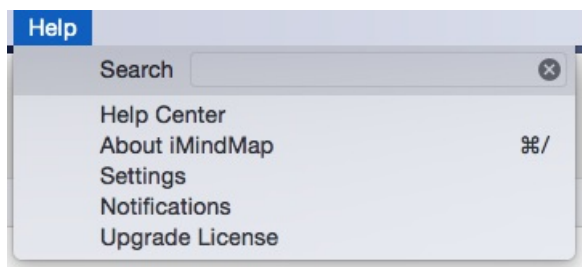 Help
Search
Help Center
About iMindMap ⌘/
Settings
Notifications
Upgrade License